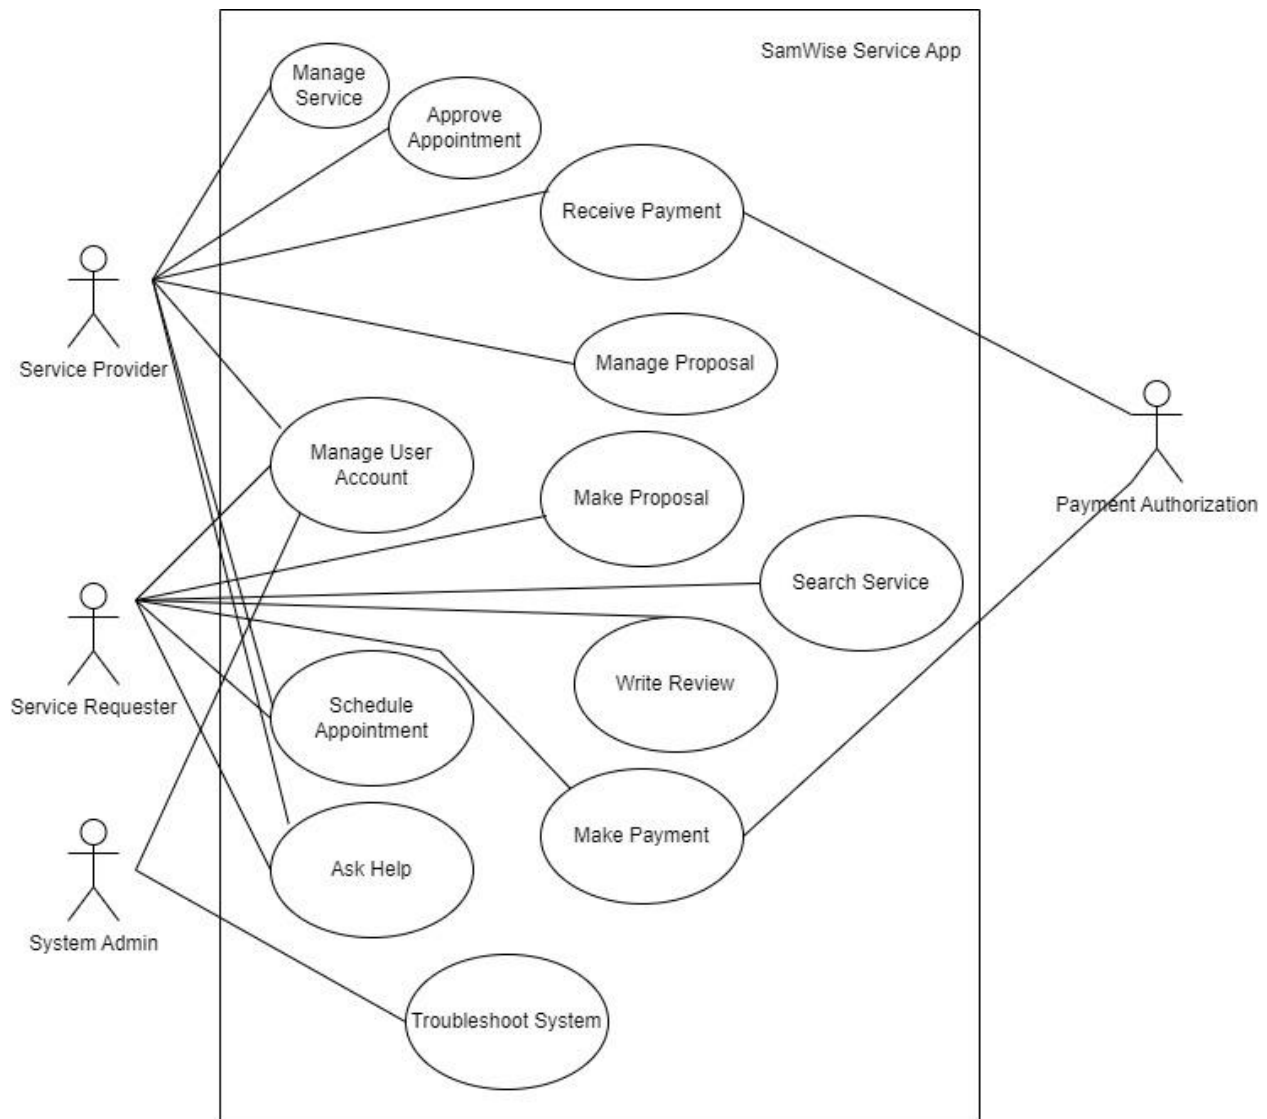 SamWise Service App
Manage
Service
Approve
Appointment
Receive Payment
Service Provider
Manage Proposal
Manage User
Account
Make Proposal
Payment Authorization
Search Service
Service Requester
Schedule
Appointment
Write Review
Make Payment
Ask Help
System Admin
Troubleshoot System